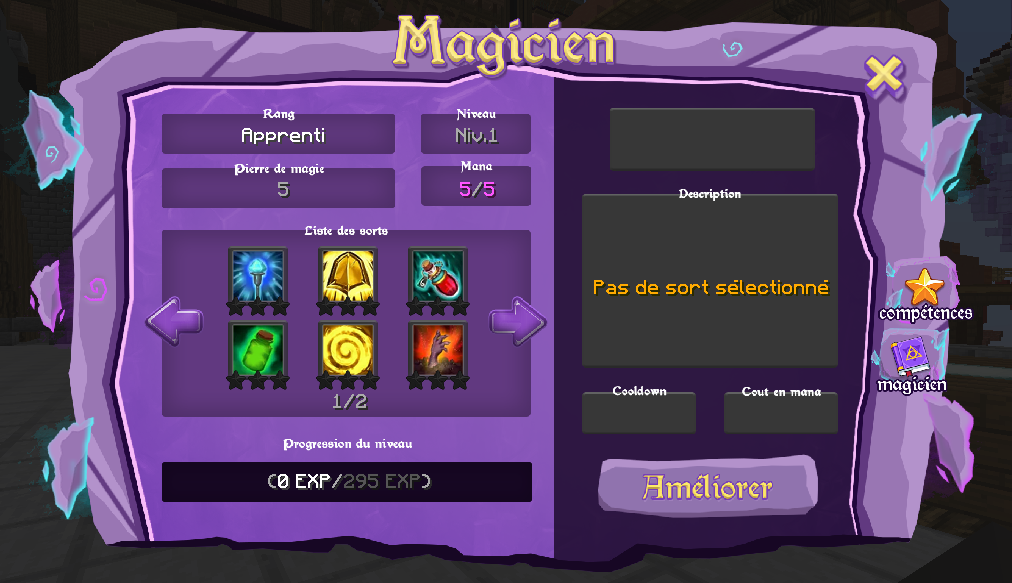 Magicien
Rang
Apprenti
Niveau
Niv.1
Pierre de magie
5
Mana
5/5
Liste des sorts
1/2
Progression du niveau
(0 EXP/295 EXP)
Description
Pas de sort sélectionné
Cooldown
Cout en mana
Améliorer
compétences
magicien